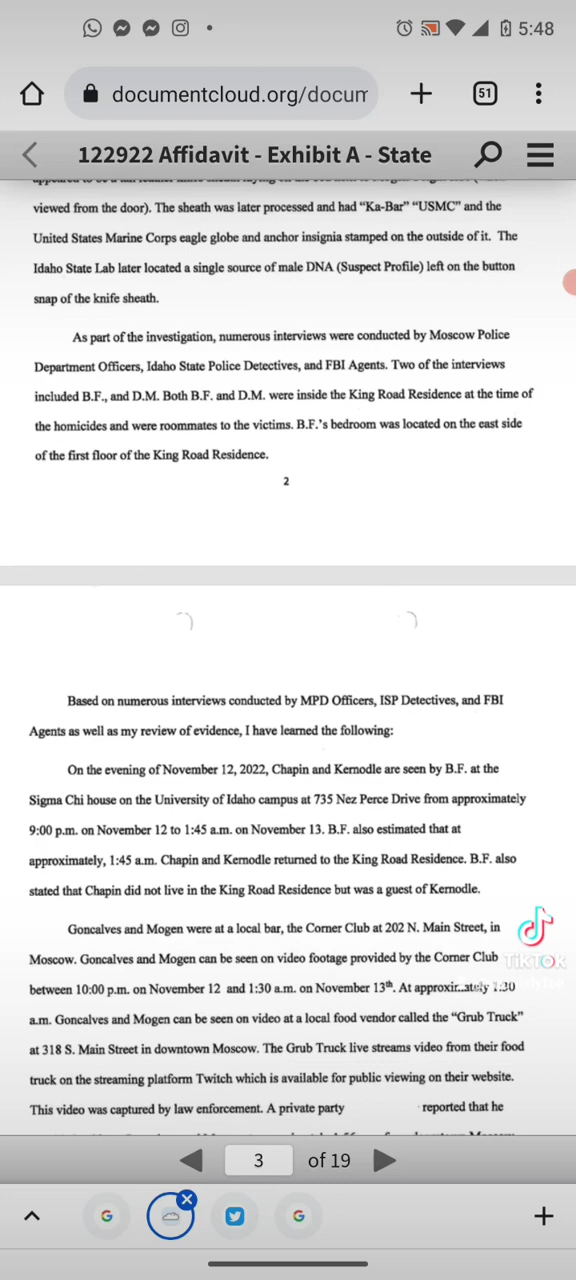 5:48
documentcloud.org/docum
51
122922 Affidavit - Exhibit A - State
viewed from the door). The sheath was later processed and had “Ka-Bar” “USMC” and the
United States Marine Corps eagle globe and anchor insignia stamped on the outside of it. The
Idaho State Lab later located a single source of male DNA (Suspect Profile) left on the button
snap of the knife sheath.
As part of the investigation, numerous interviews were conducted by Moscow Police
Department Officers, Idaho State Police Detectives, and FBI Agents. Two of the interviews
included B.F., and D.M. Both B.F. and D.M. were inside the King Road Residence at the time of
the homicides and were roommates to the victims. B.F.’s bedroom was located on the east side
of the first floor of the King Road Residence.
2
Based on numerous interviews conducted by MPD Officers, ISP Detectives, and FBI
Agents as well as my review of evidence, I have learned the following:
On the evening of November 12, 2022, Chapin and Kernodle are seen by B.F. at the
Sigma Chi house on the University of Idaho campus at 735 Nez Perce Drive from approximately
9:00 p.m. on November 12 to 1:45 a.m. on November 13. B.F. also estimated that at
approximately, 1:45 a.m. Chapin and Kernodle returned to the King Road Residence. B.F. also
stated that Chapin did not live in the King Road Residence but was a guest of Kernodle.
Goncalves and Mogen were at a local bar, the Corner Club at 202 N. Main Street, in
Moscow. Goncalves and Mogen can be seen on video footage provided by the Corner Club
TikTok
between 10:00 p.m. on November 12 and 1:30 a.m. on November 13th. At approximately 1:30
a.m. Goncalves and Mogen can be seen on video at a local food vendor called the “Grub Truck”
at 318 S. Main Street in downtown Moscow. The Grub Truck live streams video from their food
truck on the streaming platform Twitch which is available for public viewing on their website.
This video was captured by law enforcement. A private party reported that he
3 of 19